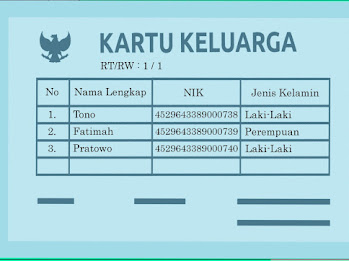 KARTU KELUARGA
RT/RW : 1 / 1
No Nama Lengkap NIK Jenis Kelamin
1. Tono 4529643389000738 Laki-Laki
2. Fatimah 4529643389000739 Perempuan
3. Pratowo 4529643389000740 Laki-Laki